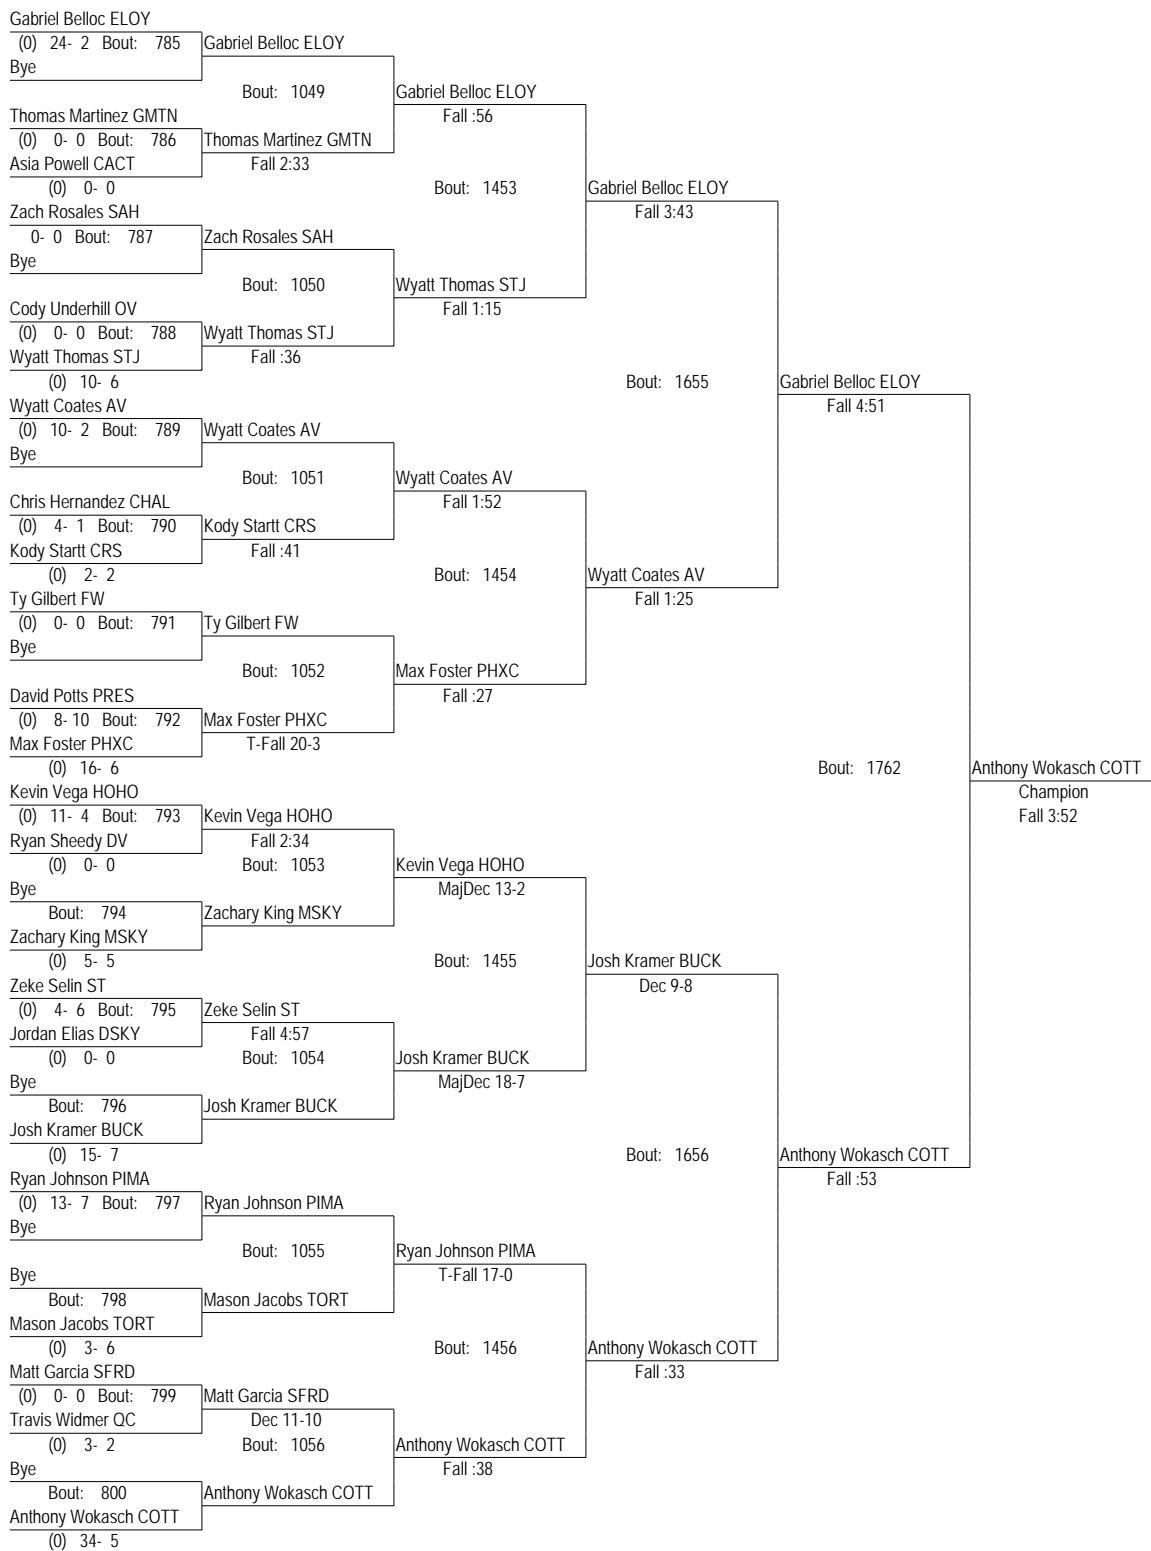 Gabriel Belloc ELOY
(0) 24- 2 Bout: 785 Gabriel Belloc ELOY
Bye
Bout: 1049 Gabriel Belloc ELOY
Thomas Martinez GMTN Fall :56
(0) 0- 0 Bout: 786 Thomas Martinez GMTN
Asia Powell CACT Fall 2:33
(0) 0- 0 Bout: 1453 Gabriel Belloc ELOY
Zach Rosales SAH Fall 3:43
0- 0 Bout: 787 Zach Rosales SAH
Bye
Bout: 1050 Wyatt Thomas STJ
Cody Underhill OV Fall 1:15
(0) 0- 0 Bout: 788 Wyatt Thomas STJ
Wyatt Thomas STJ Fall :36
(0) 10- 6 Bout: 1655 Gabriel Belloc ELOY
Wyatt Coates AV Fall 4:51
(0) 10- 2 Bout: 789 Wyatt Coates AV
Bye
Bout: 1051 Wyatt Coates AV
Chris Hernandez CHAL Fall 1:52
(0) 4- 1 Bout: 790 Kody Startt CRS
Kody Startt CRS Fall :41
(0) 2- 2 Bout: 1454 Wyatt Coates AV
Ty Gilbert FW Fall 1:25
(0) 0- 0 Bout: 791 Ty Gilbert FW
Bye
Bout: 1052 Max Foster PHXC
David Potts PRES Fall :27
(0) 8- 10 Bout: 792 Max Foster PHXC
Max Foster PHXC T-Fall 20-3
(0) 16- 6 Bout: 1762 Anthony Wokasch COTT
Kevin Vega HOHO Champion
(0) 11- 4 Bout: 793 Kevin Vega HOHO Fall 3:52
Ryan Sheedy DV Fall 2:34
(0) 0- 0 Bout: 1053 Kevin Vega HOHO
Bye MajDec 13-2
Bout: 794 Zachary King MSKY
Zachary King MSKY
(0) 5- 5 Bout: 1455 Josh Kramer BUCK
Zeke Selin ST Dec 9-8
(0) 4- 6 Bout: 795 Zeke Selin ST
Jordan Elias DSKY Fall 4:57
(0) 0- 0 Bout: 1054 Josh Kramer BUCK
Bye MajDec 18-7
Bout: 796 Josh Kramer BUCK
Josh Kramer BUCK
(0) 15- 7 Bout: 1656 Anthony Wokasch COTT
Ryan Johnson PIMA Fall :53
(0) 13- 7 Bout: 797 Ryan Johnson PIMA
Bye
Bout: 1055 Ryan Johnson PIMA
Bye T-Fall 17-0
Bout: 798 Mason Jacobs TORT
Mason Jacobs TORT
(0) 3- 6 Bout: 1456 Anthony Wokasch COTT
Matt Garcia SFRD Fall :33
(0) 0- 0 Bout: 799 Matt Garcia SFRD
Travis Widmer QC Dec 11-10
(0) 3- 2 Bout: 1056 Anthony Wokasch COTT
Bye Fall :38
Bout: 800 Anthony Wokasch COTT
Anthony Wokasch COTT
(0) 34- 5